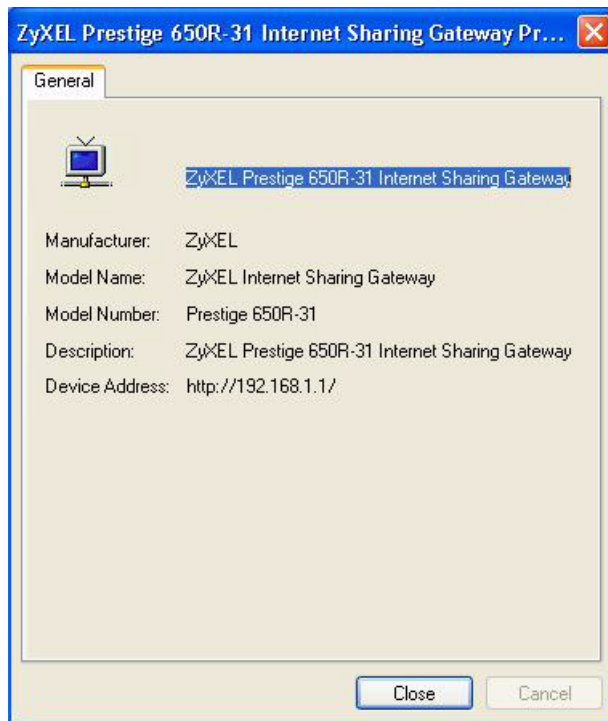 ZyXEL Prestige 650R-31 Internet Sharing Gateway Pr...
General
ZyXEL Prestige 650R-31 Internet Sharing Gateway
Manufacturer: ZyXEL
Model Name: ZyXEL Internet Sharing Gateway
Model Number: Prestige 650R-31
Description: ZyXEL Prestige 650R-31 Internet Sharing Gateway
Device Address: http://192.168.1.1/
Close Cancel